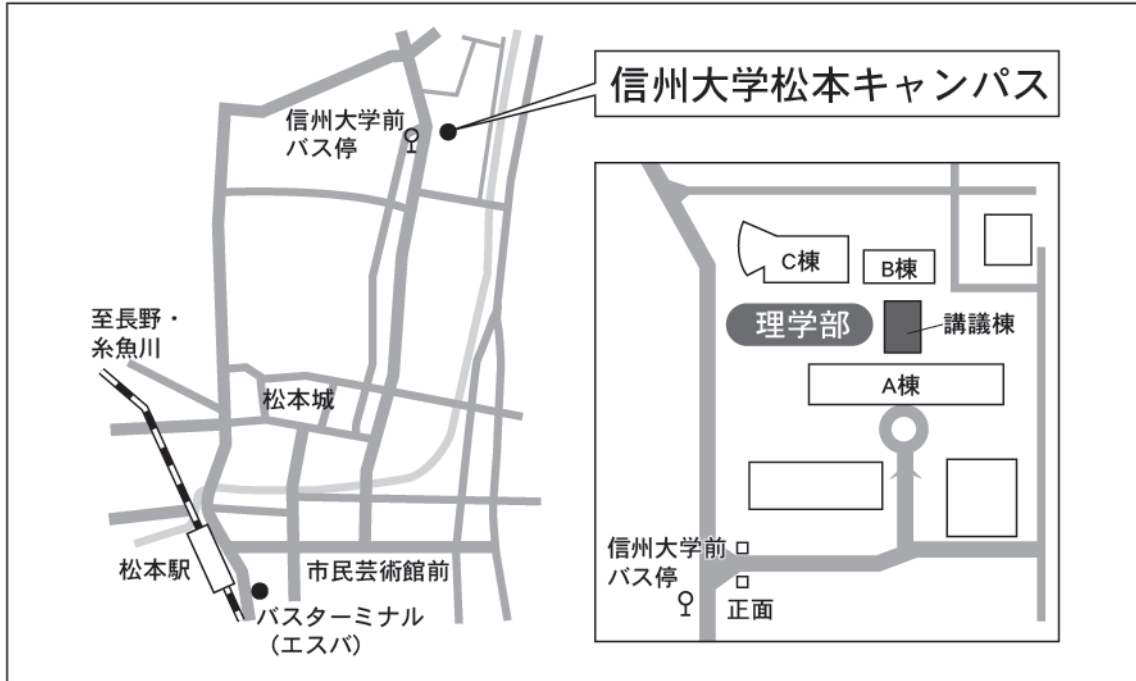 信州大学松本キャンパス
信州大学前
バス停
至長野・
糸魚川
松本城
松本駅
市民芸術館前
バスターミナル
（エスバ）
C棟
B棟
理学部
講議棟
A棟
信州大学前
バス停
正面